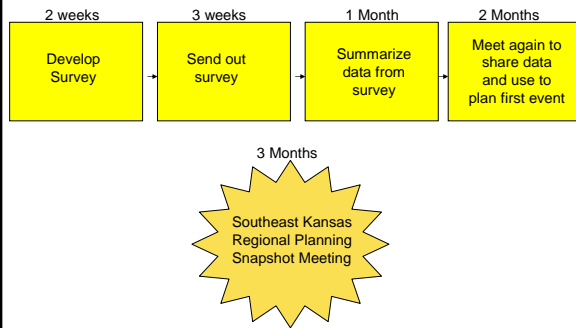 2 weeks
3 weeks
1 Month
2 Months
Develop
Survey
Send out
survey
Summarize
data from
survey
Meet again to
share data
and use to
plan first event
3 Months
Southeast Kansas
Regional Planning
Snapshot Meeting